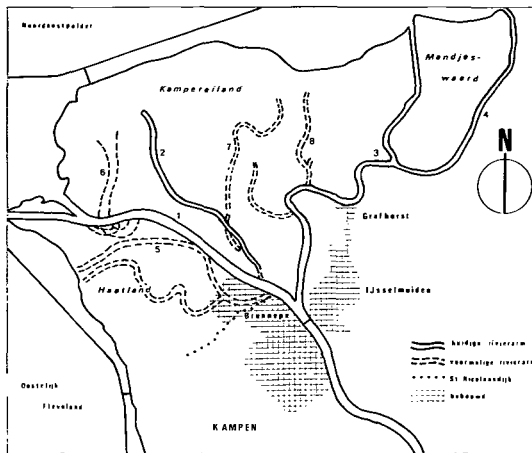 Noordoostpolder
Mandjes-
waard
Kampereiland
4
7
8
2
3
6
N
1
Grafhorst
5
IJsselmuiden
Haatland
Brunnepe
huidige rivierarm
voormalige rivierarm
St Nicolaasdijk
bebouwd
Oostelijk
Flevoland
KAMPEN